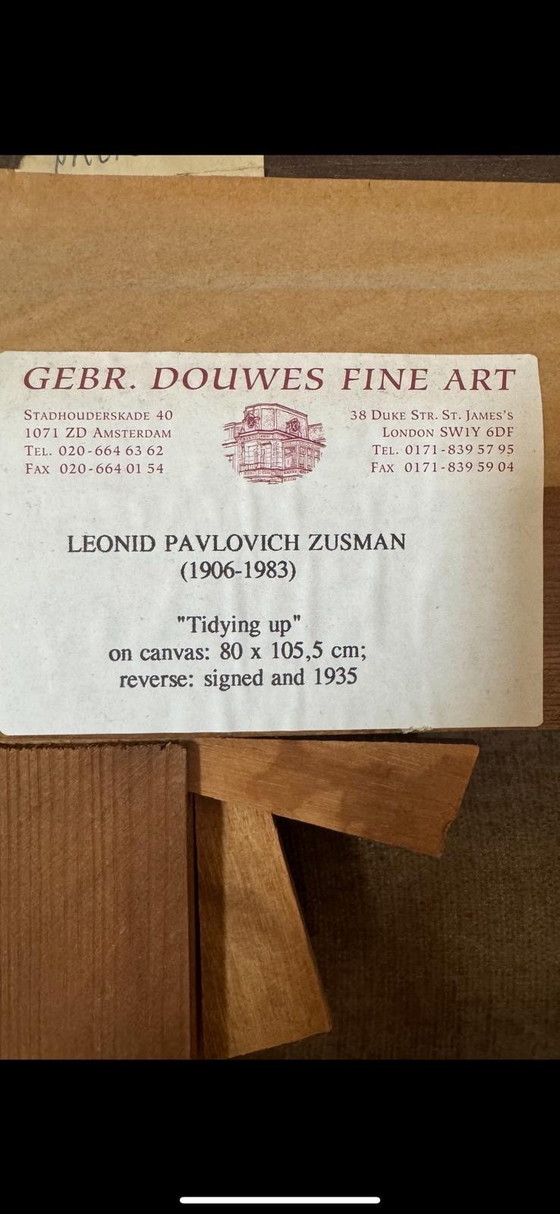 GEBR. DOUWES FINE ART
STADHOUDERSKADE 40
1071 ZD AMSTERDAM
TEL. 020-664 63 62
FAX 020-664 01 54
38 DUKE STR. ST. JAMES'S
LONDON SW1Y 6DF
TEL. 0171-839 57 95
FAX 0171-839 59 04
LEONID PAVLOVICH ZUSMAN
(1906-1983)
"Tidying up"
on canvas: 80 x 105,5 cm;
reverse: signed and 1935